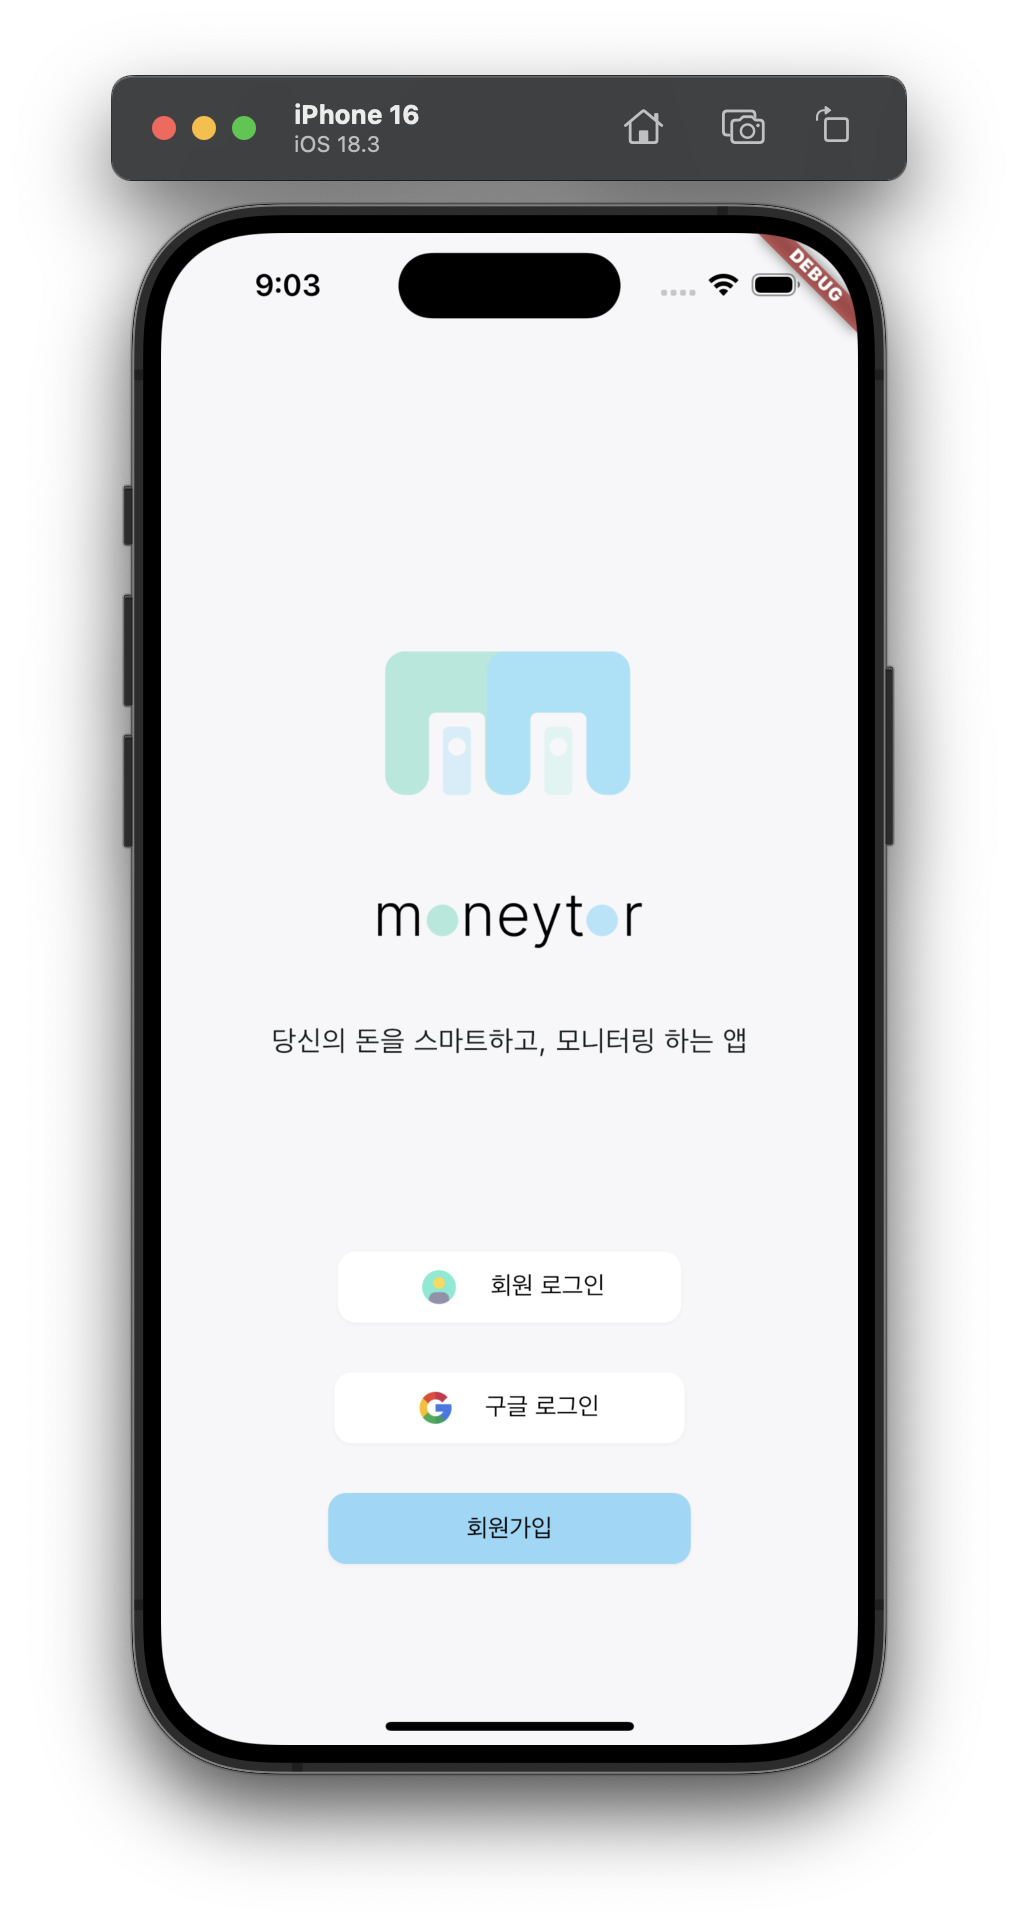 iPhone 16
iOS 18.3
9:03
DEBUG
moneytor
당신의 돈을 스마트하고, 모니터링 하는 앱
회원 로그인
구글 로그인
회원가입